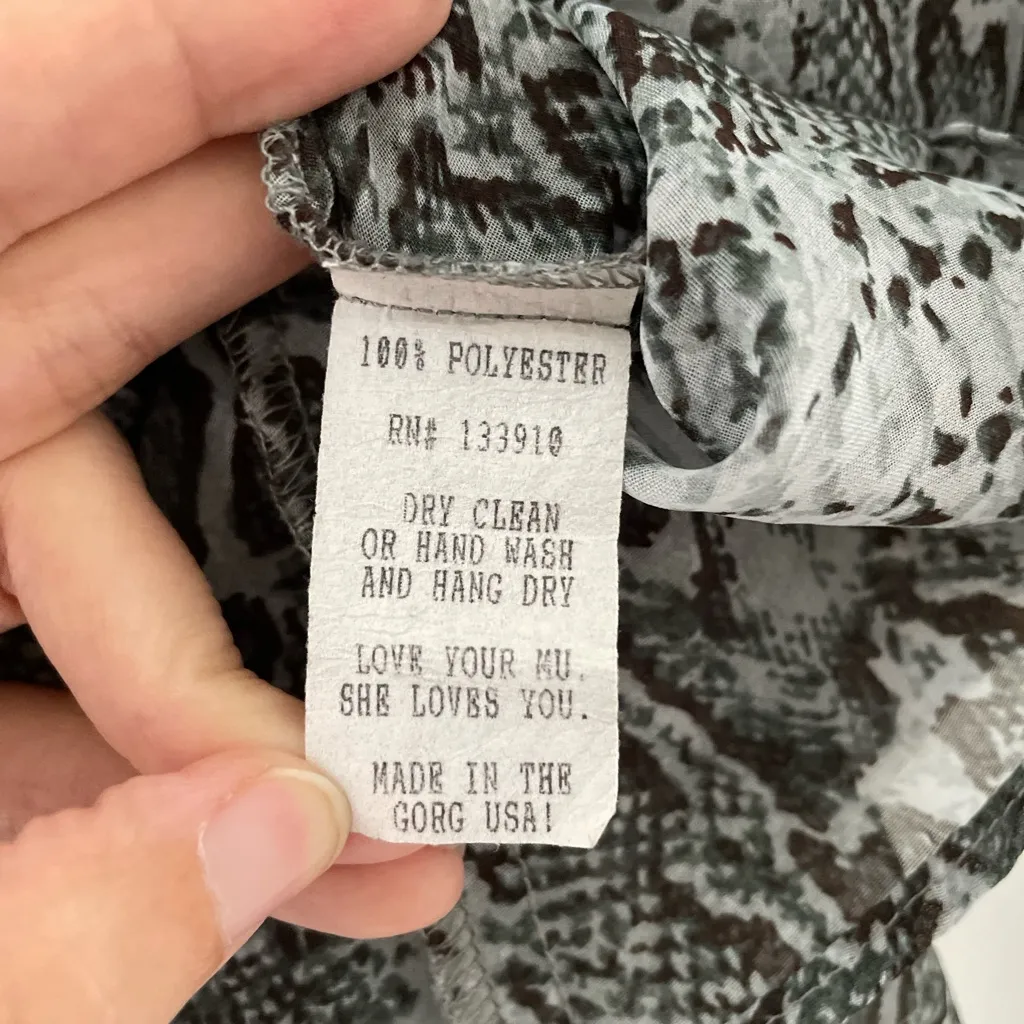 100% POLYESTER
RN# 133910
DRY CLEAN
OR HAND WASH
AND HANG DRY
LOVE YOUR MU.
SHE LOVES YOU.
MADE IN THE
GORG USA!